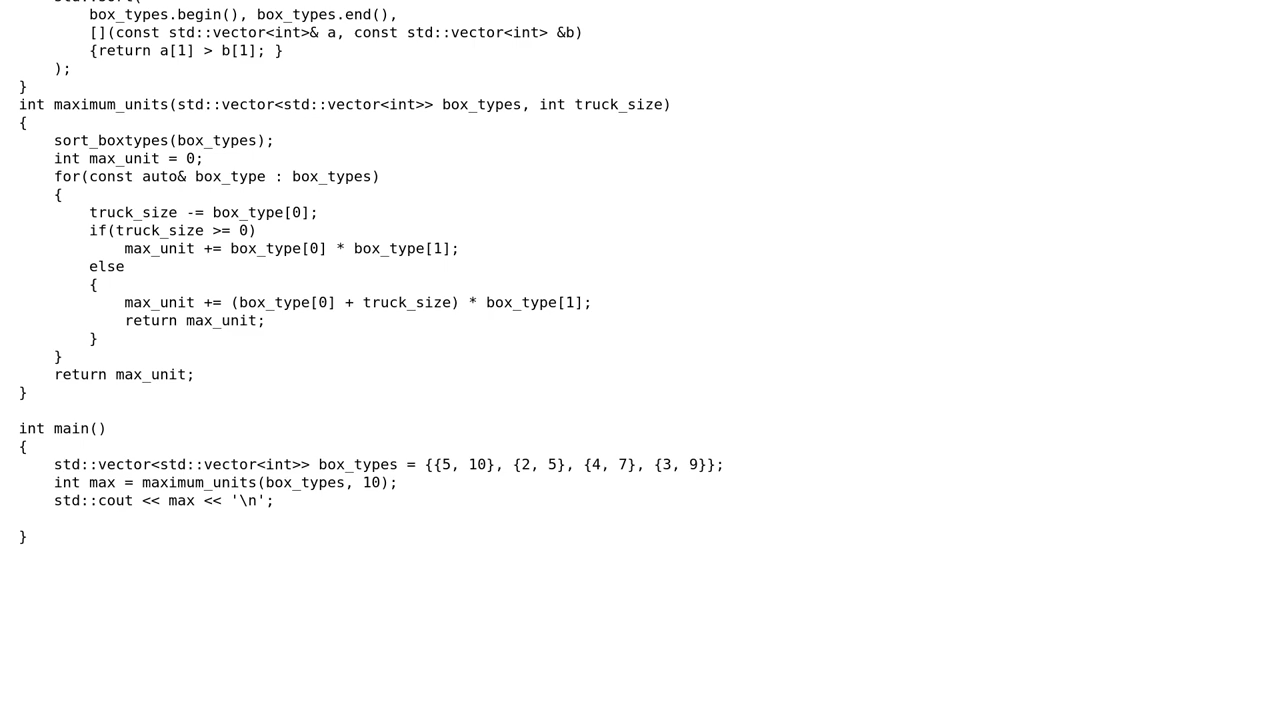 box_types.begin(), box_types.end(),
[](const std::vector<int>& a, const std::vector<int> &b)
{return a[1] > b[1]; }
);
}
int maximum_units(std::vector<std::vector<int>> box_types, int truck_size)
{
sort_boxtypes(box_types);
int max_unit = 0;
for(const auto& box_type : box_types)
{
truck_size -= box_type[0];
if(truck_size >= 0)
max_unit += box_type[0] * box_type[1];
else
{
max_unit += (box_type[0] + truck_size) * box_type[1];
return max_unit;
}
}
return max_unit;
}
int main()
{
std::vector<std::vector<int>> box_types = {{5, 10}, {2, 5}, {4, 7}, {3, 9}};
int max = maximum_units(box_types, 10);
std::cout << max << '\n';
}